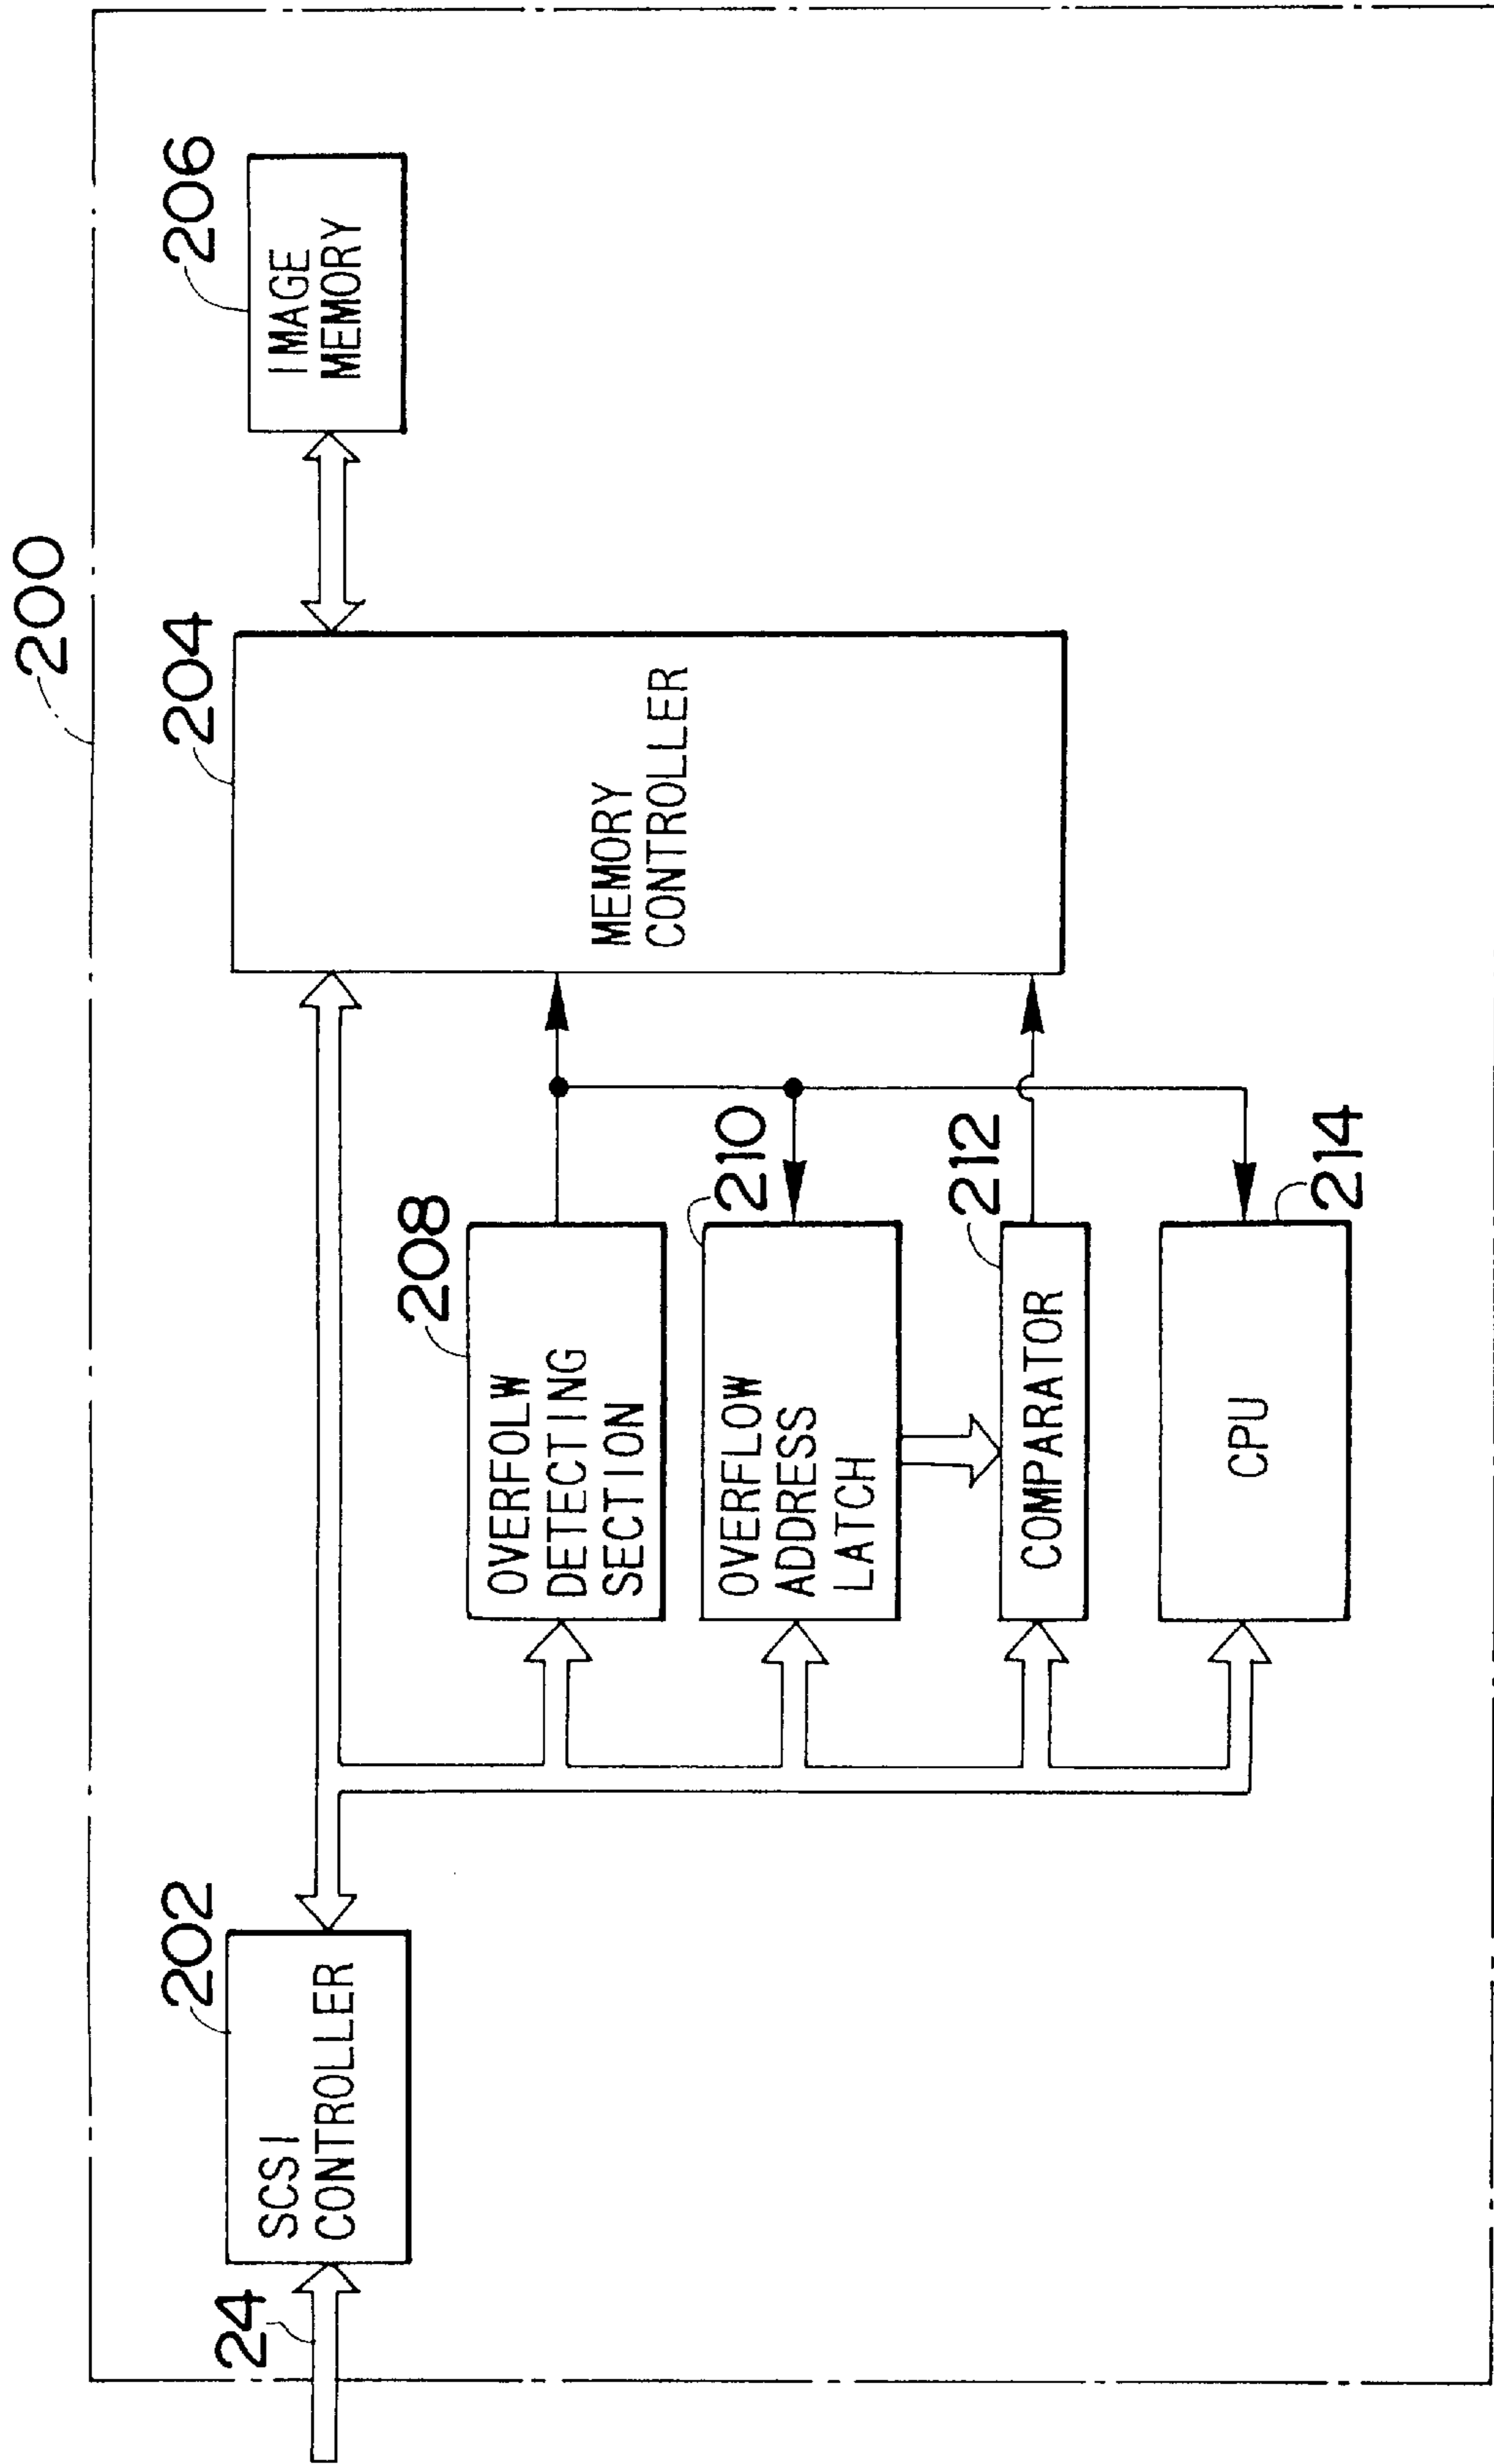 200
202
204
206
24
SCSI
CONTROLLER
MEMORY
CONTROLLER
IMAGE
MEMORY
208
OVERFOLW
DETECTING
SECTION
210
OVERFLOW
ADDRESS
LATCH
212
COMPARATOR
214
CPU